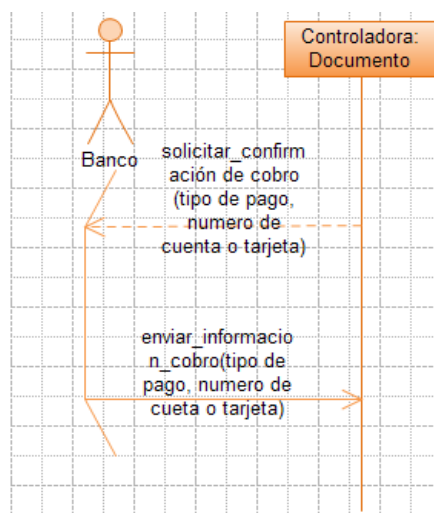 Controladora:
Documento
Banco
solicitar_confirm
ación de cobro
(tipo de pago,
numero de
cuenta o tarjeta)
enviar_informacio
n_cobro(tipo de
pago, numero de
cueta o tarjeta)